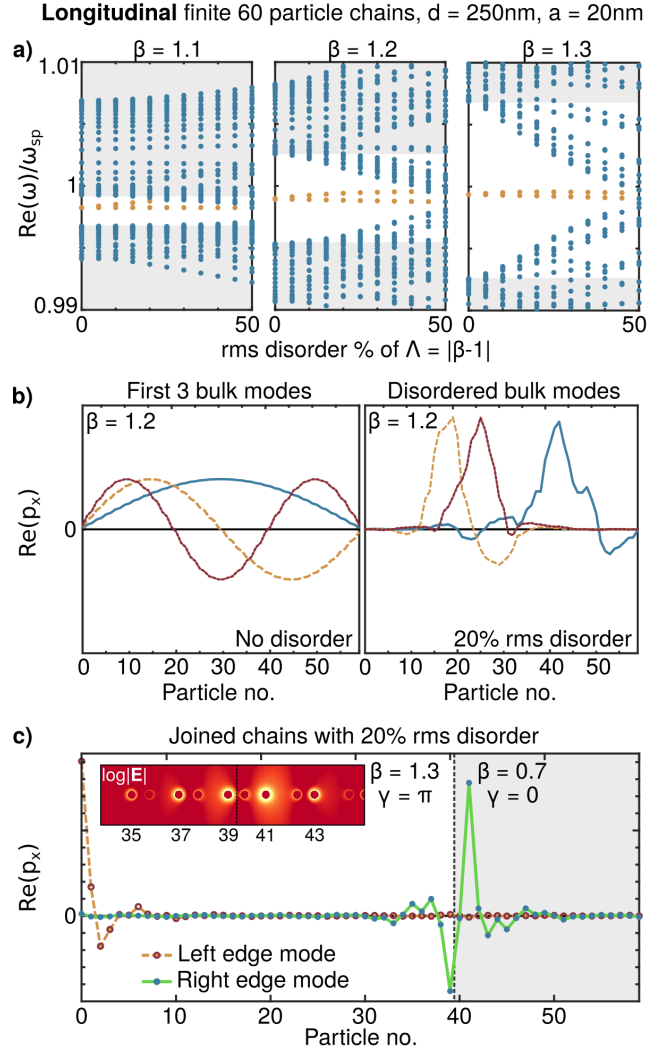 Longitudinal finite 60 particle chains, d = 250nm, a = 20nm
a)
β = 1.1
β = 1.2
β = 1.3
1.01
1
0.99
Re(ω)/ω_sp
0
50
0
50
0
50
rms disorder % of Λ = |β-1|
b)
First 3 bulk modes
Disordered bulk modes
β = 1.2
β = 1.2
Re(p_x)
0
No disorder
20% rms disorder
0 10 20 30 40 50
10 20 30 40 50
Particle no.
Particle no.
c)
Joined chains with 20% rms disorder
log|E|
35 37 39 41 43
β = 1.3
γ = π
β = 0.7
γ = 0
Re(p_x)
0
Left edge mode
Right edge mode
0 10 20 30 40 50
Particle no.